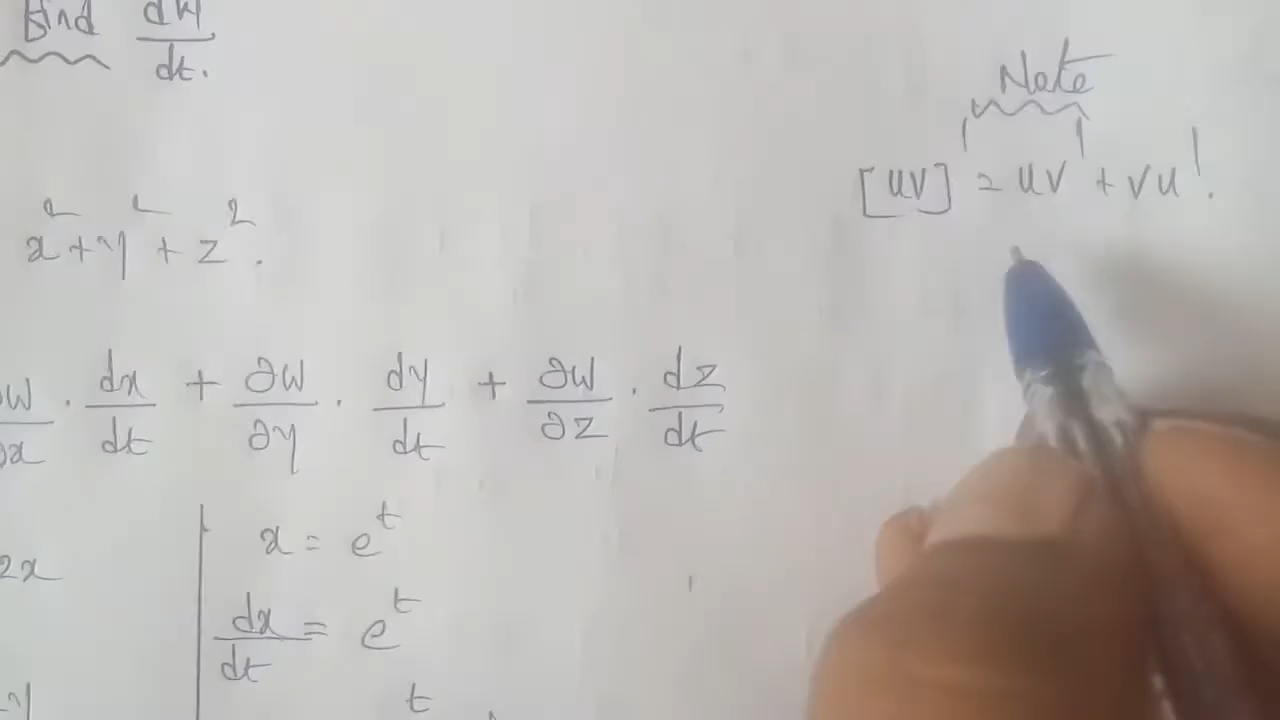 Find dW/dt.
Note
[uv]' = uv' + vu'.
x² + y² + z².
∂W/∂x · dx/dt + ∂W/∂y · dy/dt + ∂W/∂z · dz/dt
x = e^t
2x
dx/dt = e^t
t